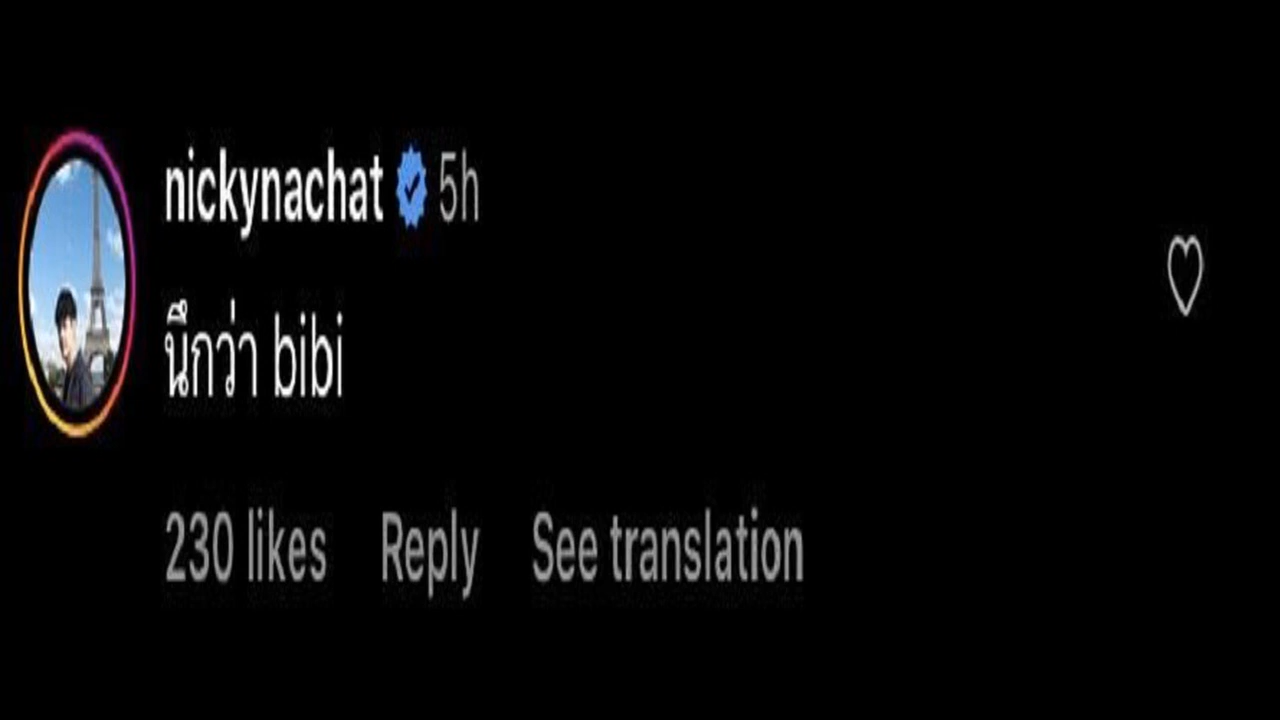 nickynachat 5h
นึกว่า bibi
230 likes Reply See translation